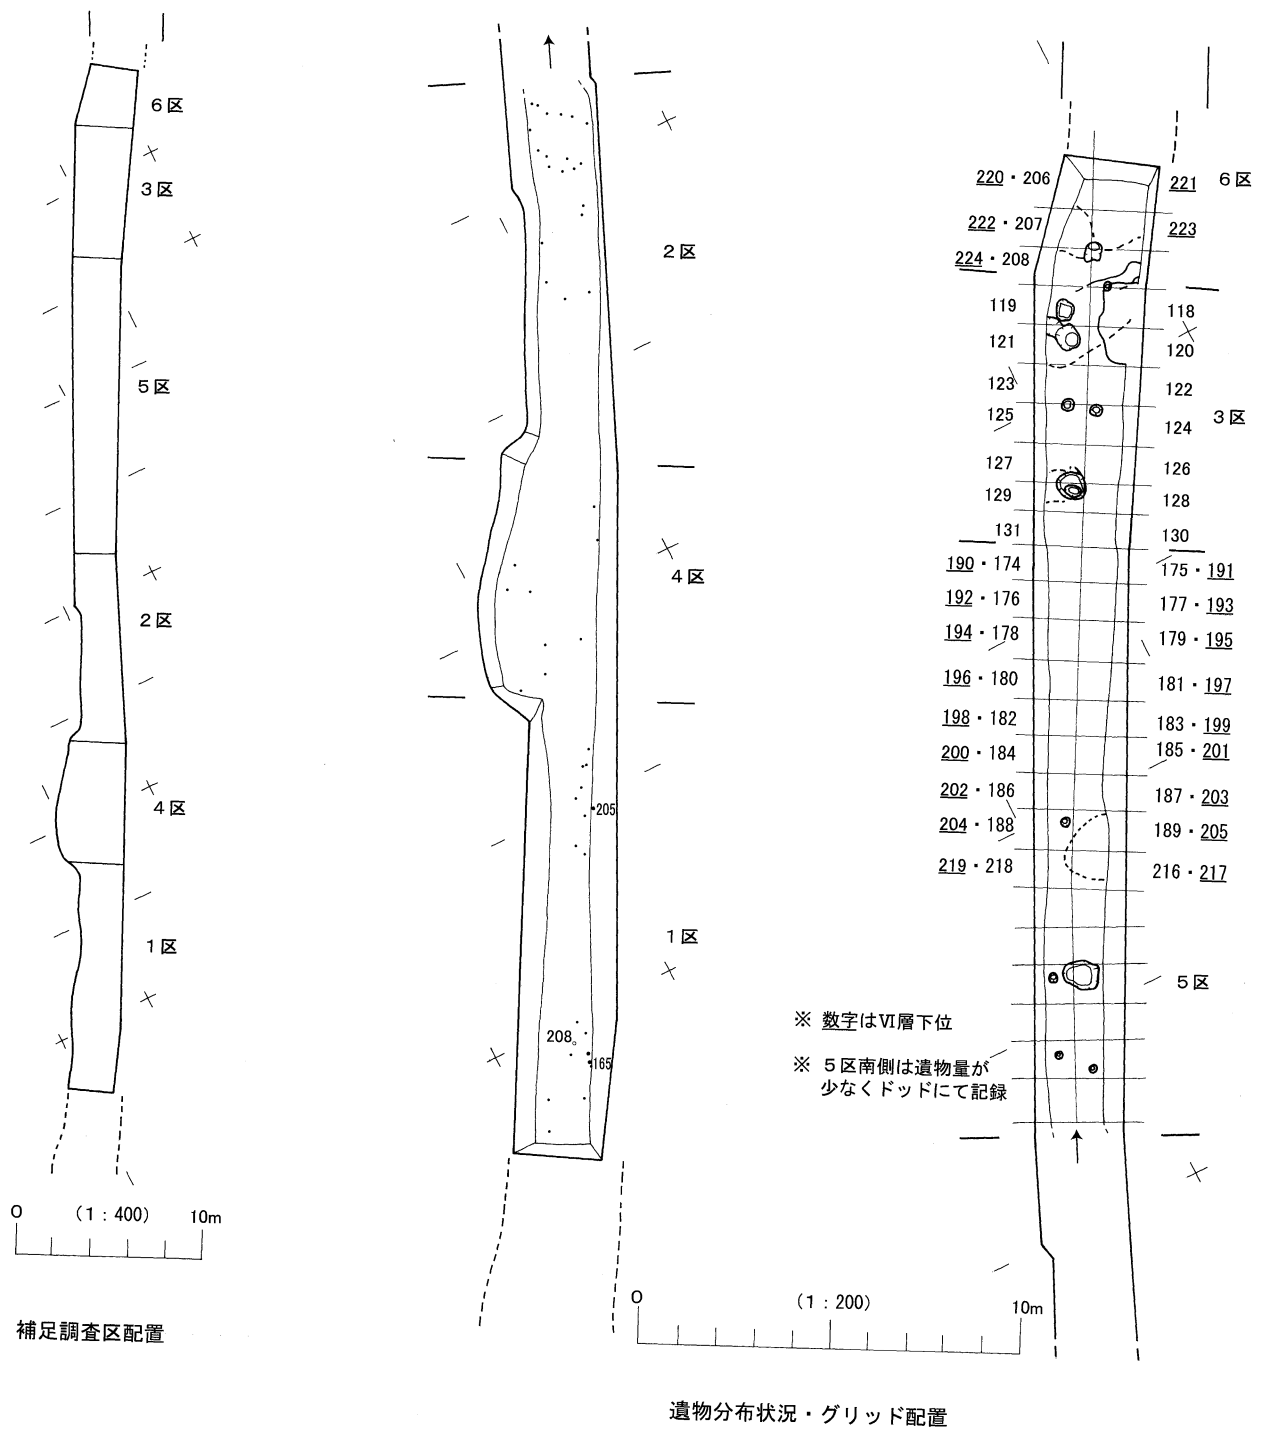 6区
3区
5区
2区
4区
1区
0 (1:400) 10m
補足調査区配置
2区
4区
205
1区
208
165
220・206 221 6区
222・207 223
224・208
119 118
121 120
123 122
125 124 3区
127 126
129 128
131 130
190・174 175・191
192・176 177・193
194・178 179・195
196・180 181・197
198・182 183・199
200・184 185・201
202・186 187・203
204・188 189・205
219・218 216・217
5区
※ 数字はⅥ層下位
※ 5区南側は遺物量が
少なくドッドにて記録
0 (1:200) 10m
遺物分布状況・グリッド配置